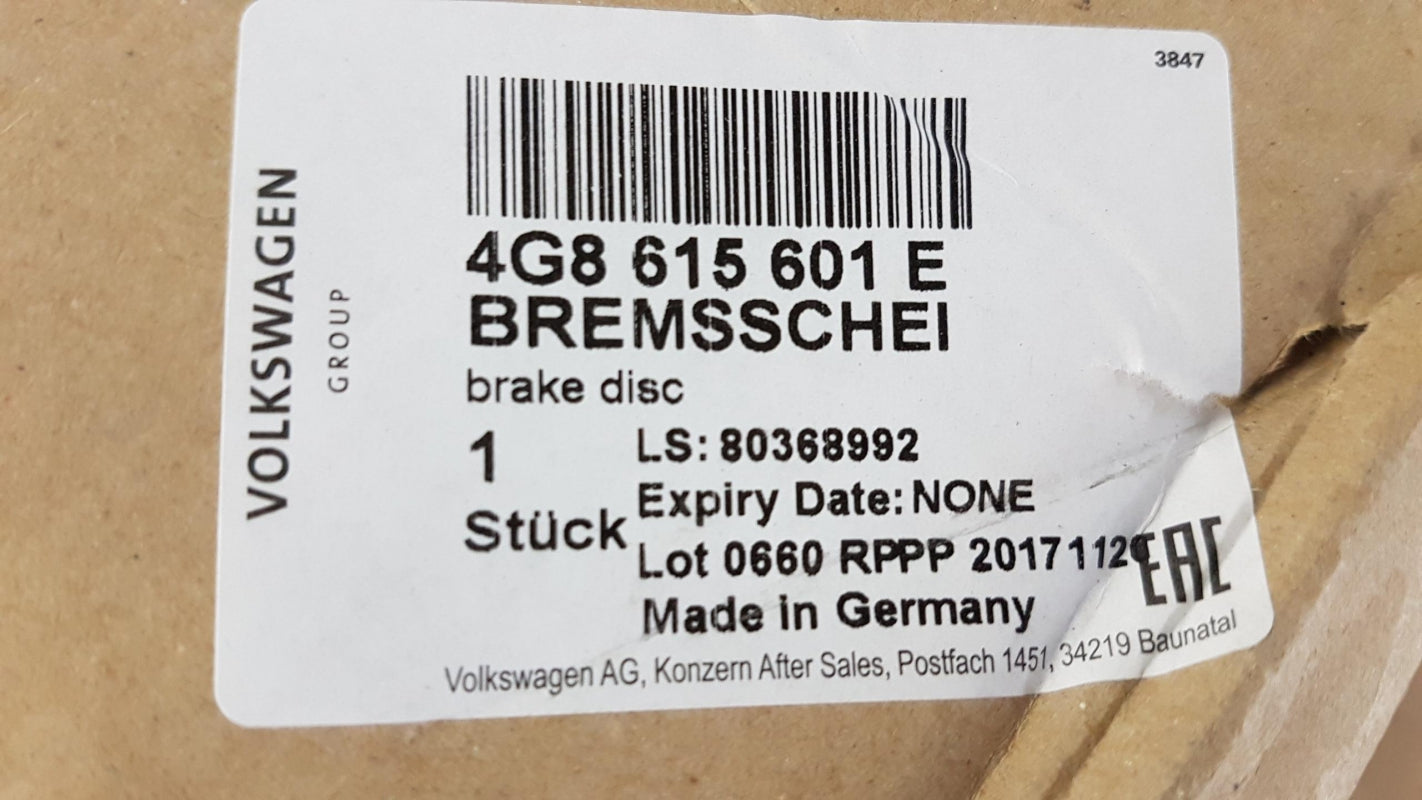 3847
VOLKSWAGEN
GROUP
4G8 615 601 E
BREMSSCHEI
brake disc
1
Stück
LS: 80368992
Expiry Date: NONE
Lot 0660 RPPP
EAC
Made in Germany
Volkswagen AG, Konzern After Sales, Postfach 1451, 34219 Baunatal